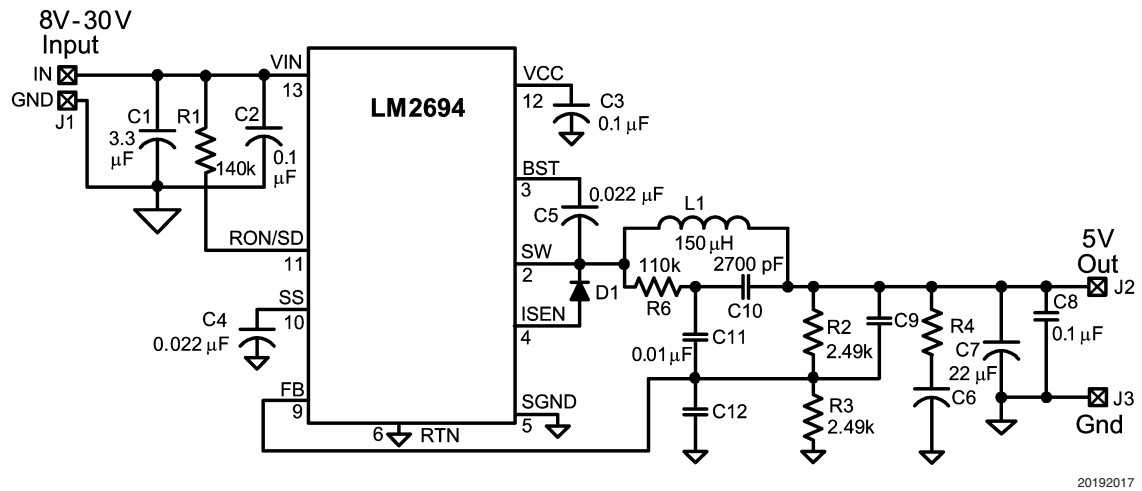 8V-30V
Input
IN
GND
J1
C1
3.3
μF
R1
140k
C2
0.1
μF
VIN
13
LM2694
VCC
12
C3
0.1 μF
BST
3
0.022 μF
C5
L1
150 μH
RON/SD
11
SW
2
110k
R6
2700 pF
C10
5V
Out
J2
D1
SS
10
C4
0.022 μF
ISEN
4
C11
0.01 μF
R2
2.49k
C9
R4
C7
22 μF
C8
0.1 μF
C6
FB
9
SGND
5
6
RTN
C12
R3
2.49k
J3
Gnd
20192017